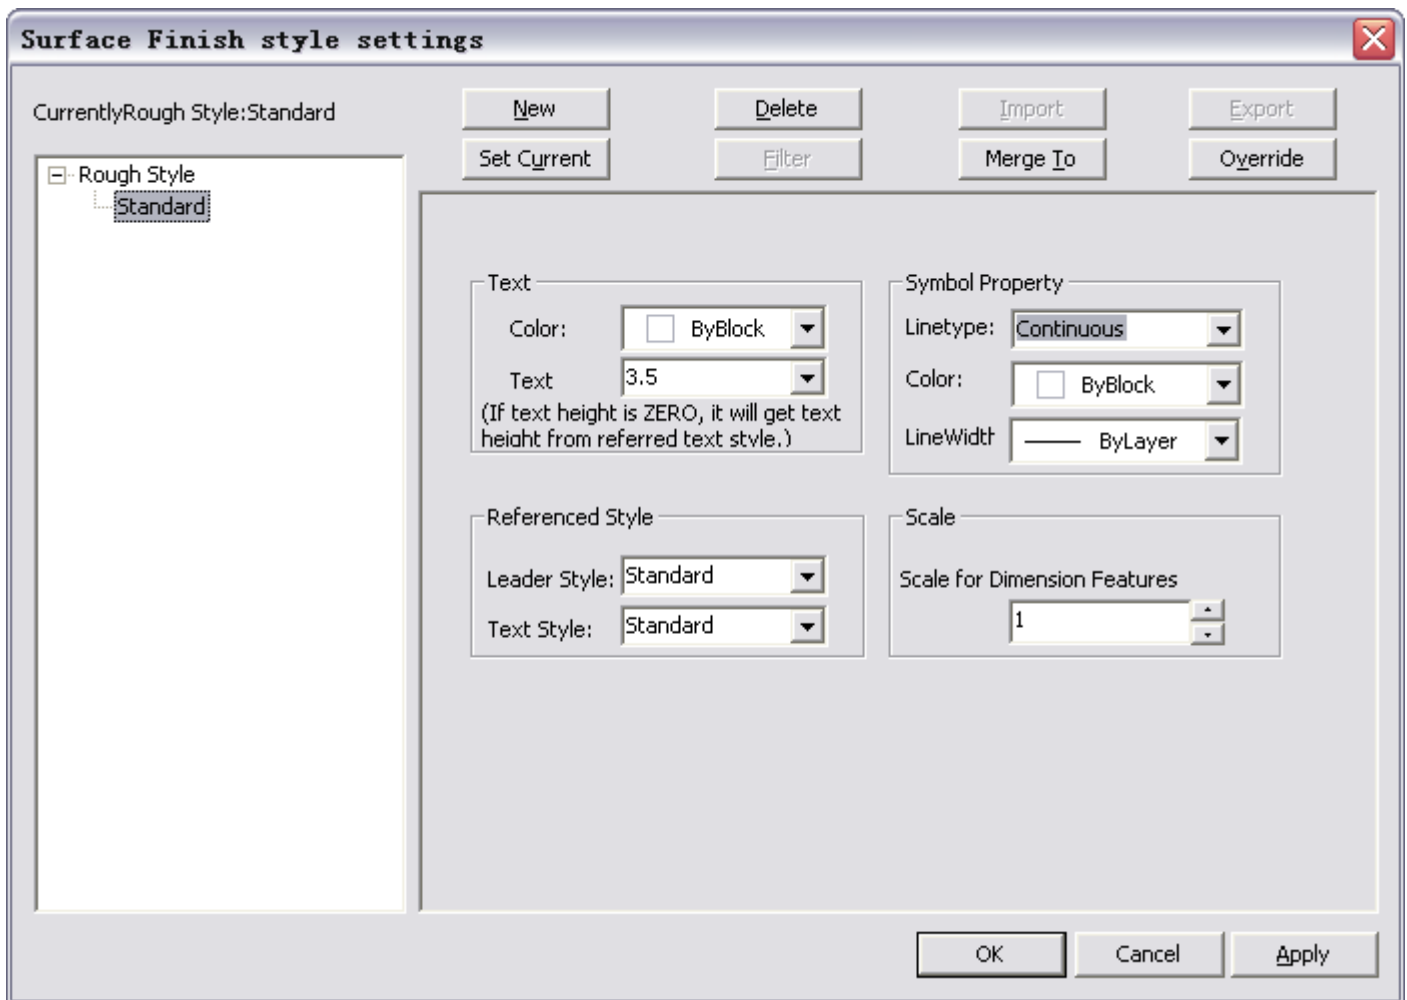 Surface Finish style settings
CurrentlyRough Style:Standard
New
Delete
Import
Export
Set Current
Filter
Merge To
Override
Rough Style
Standard
Text
Color:
ByBlock
Text
3.5
(If text height is ZERO, it will get text
height from referred text style.)
Symbol Property
Linetype:
Continuous
Color:
ByBlock
LineWidth
ByLayer
Referenced Style
Leader Style:
Standard
Text Style:
Standard
Scale
Scale for Dimension Features
1
OK
Cancel
Apply